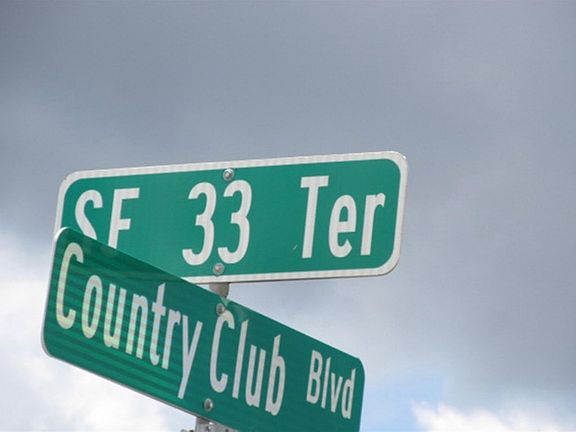 SE 33 Ter
Country Club Blvd